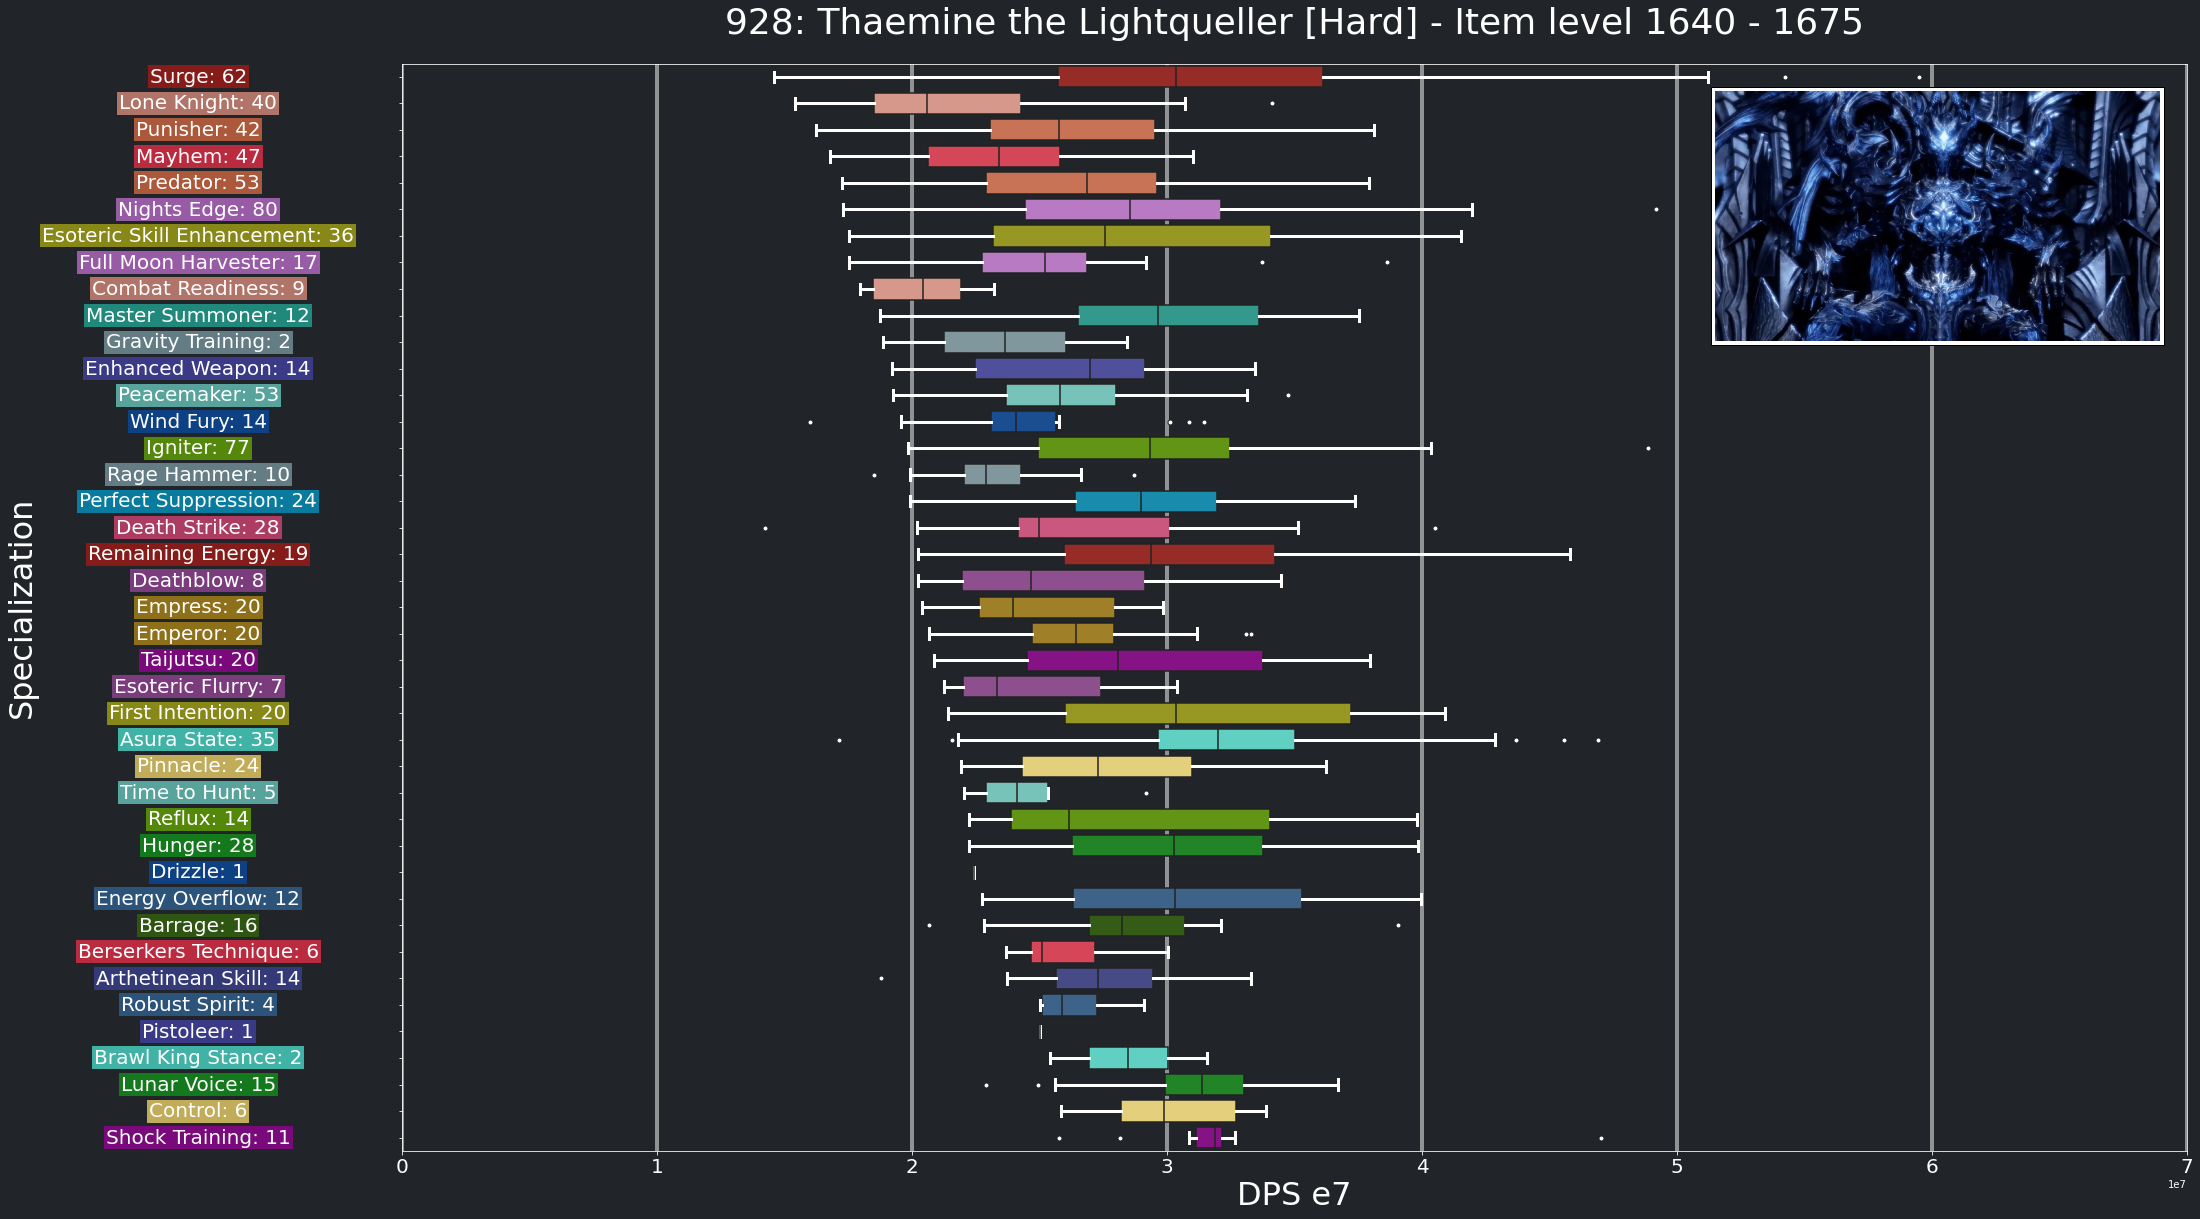 928: Thaemine the Lightqueller [Hard] - Item level 1640 - 1675
Specialization
Surge: 62
Lone Knight: 40
Punisher: 42
Mayhem: 47
Predator: 53
Nights Edge: 80
Esoteric Skill Enhancement: 36
Full Moon Harvester: 17
Combat Readiness: 9
Master Summoner: 12
Gravity Training: 2
Enhanced Weapon: 14
Peacemaker: 53
Wind Fury: 14
Igniter: 77
Rage Hammer: 10
Perfect Suppression: 24
Death Strike: 28
Remaining Energy: 19
Deathblow: 8
Empress: 20
Emperor: 20
Taijutsu: 20
Esoteric Flurry: 7
First Intention: 20
Asura State: 35
Pinnacle: 24
Time to Hunt: 5
Reflux: 14
Hunger: 28
Drizzle: 1
Energy Overflow: 12
Barrage: 16
Berserkers Technique: 6
Arthetinean Skill: 14
Robust Spirit: 4
Pistoleer: 1
Brawl King Stance: 2
Lunar Voice: 15
Control: 6
Shock Training: 11
0 1 2 3 4 5 6 7
1e7
DPS e7